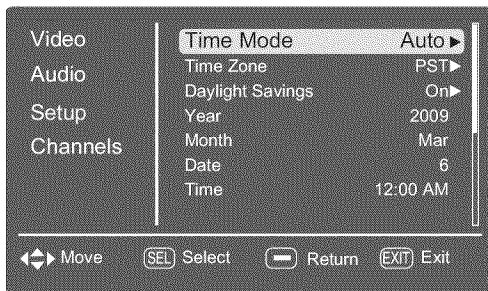 Video
Audio
Setup
Channels
Time Mode Auto
Time Zone PST
Daylight Savings On
Year 2009
Month Mar
Date 6
Time 12:00 AM
Move SEL Select Return EXIT Exit